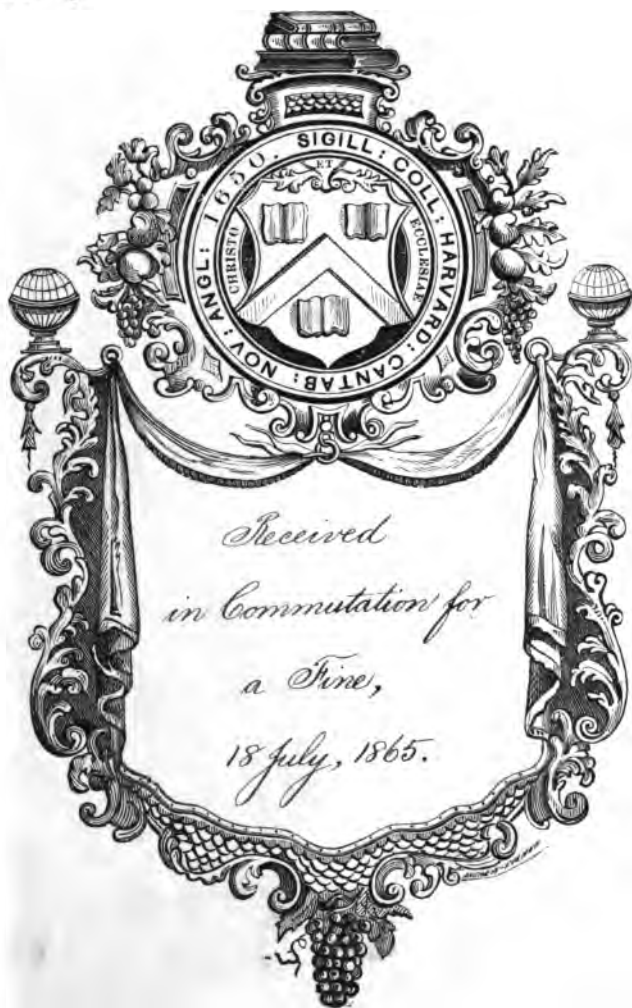 SIGILL: COLL: HARVARD: CANTAB: NOV: ANGL: 1650.
ET
CHRISTO
ECCLESIAE
Received
in Commutation for
a Fine,
18 July, 1865.